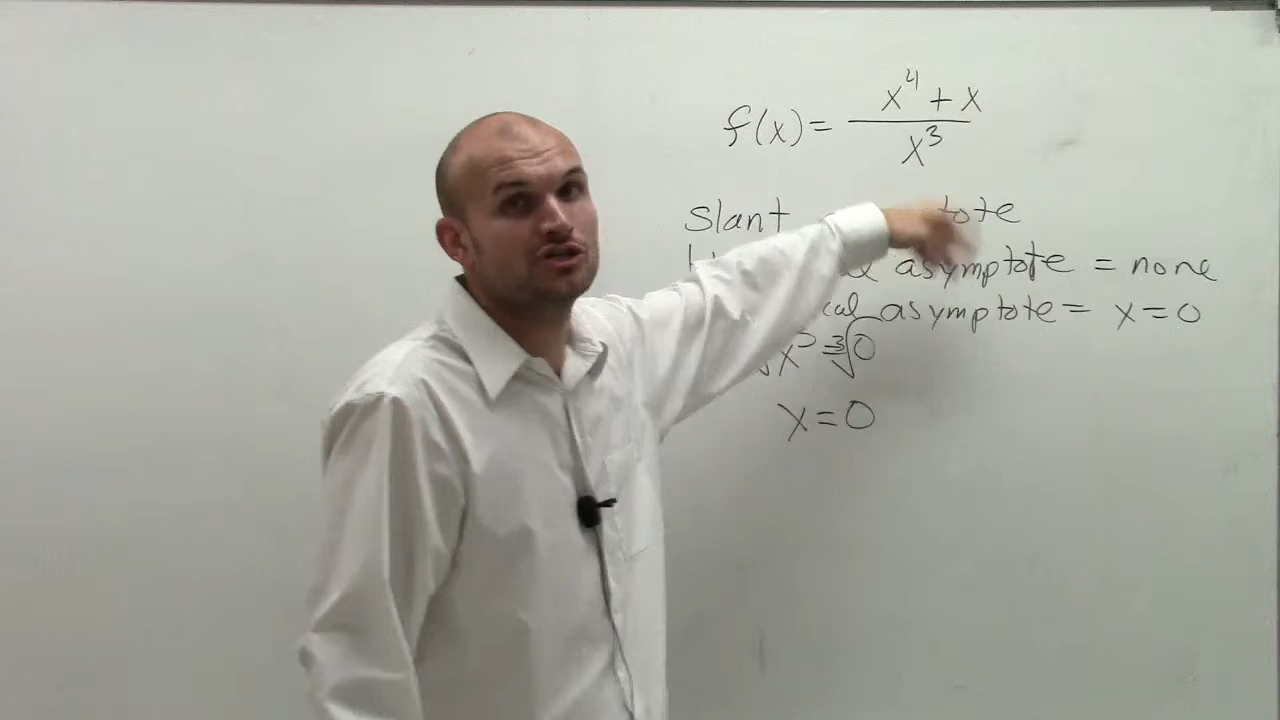 f(x) = (x⁴ + x)/x³
Slant
asymptote = none
asymptote = x = 0
= ∛0
x = 0